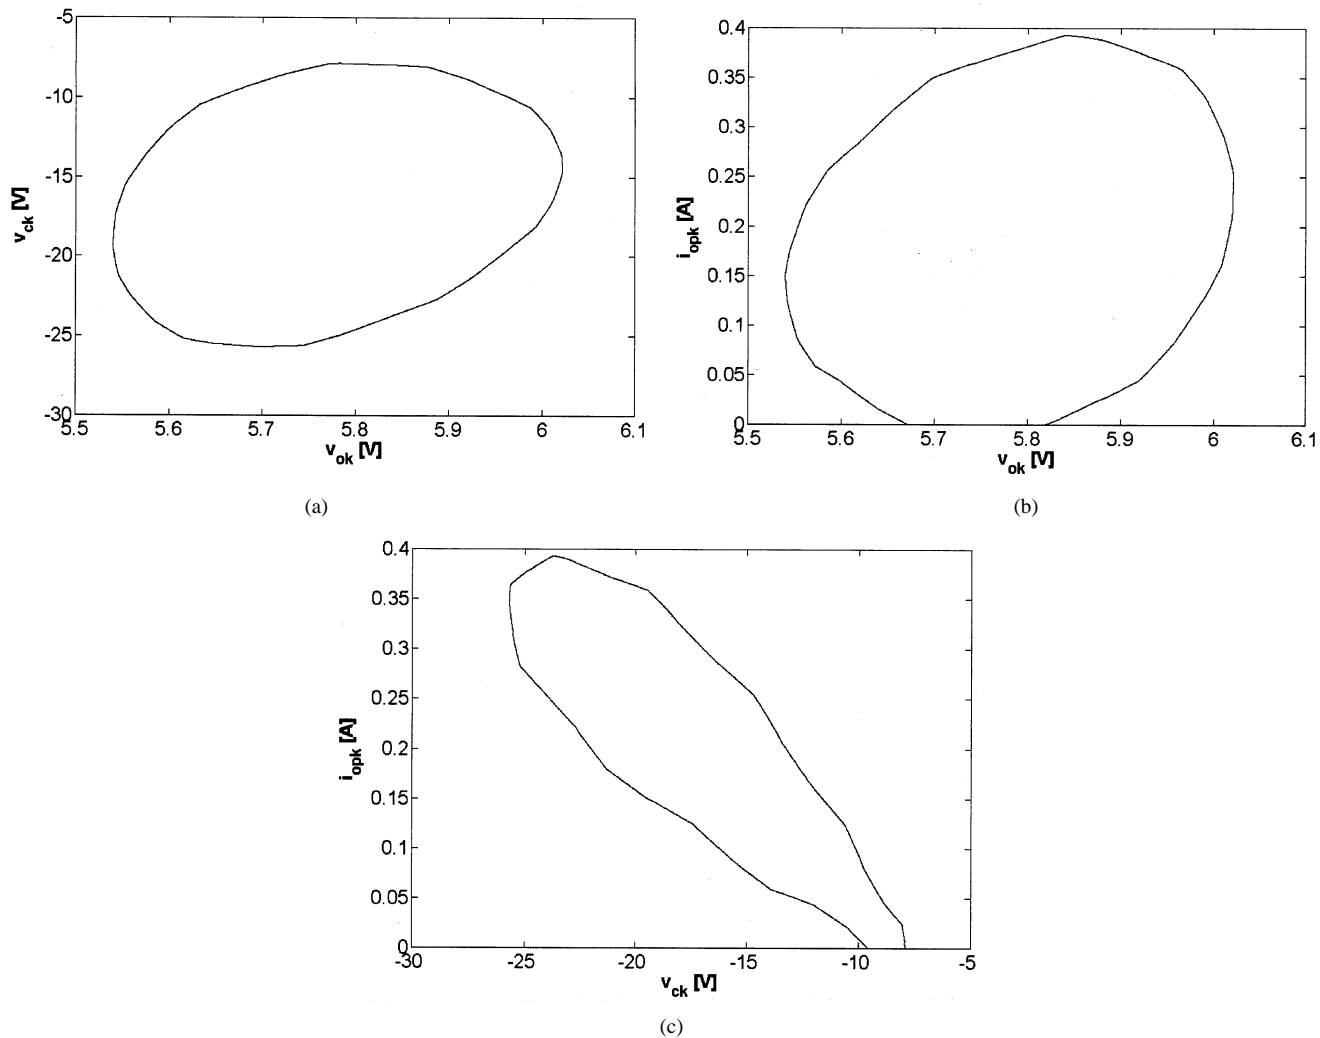 -5
-10
-15
-20
-25
-30
v_ck [V]
5.5 5.6 5.7 5.8 5.9 6 6.1
v_ok [V]
(a)
0.4
0.35
0.3
0.25
0.2
0.15
0.1
0.05
0
i_opk [A]
5.5 5.6 5.7 5.8 5.9 6 6.1
v_ok [V]
(b)
0.4
0.35
0.3
0.25
0.2
0.15
0.1
0.05
0
i_opk [A]
-30 -25 -20 -15 -10 -5
v_ck [V]
(c)